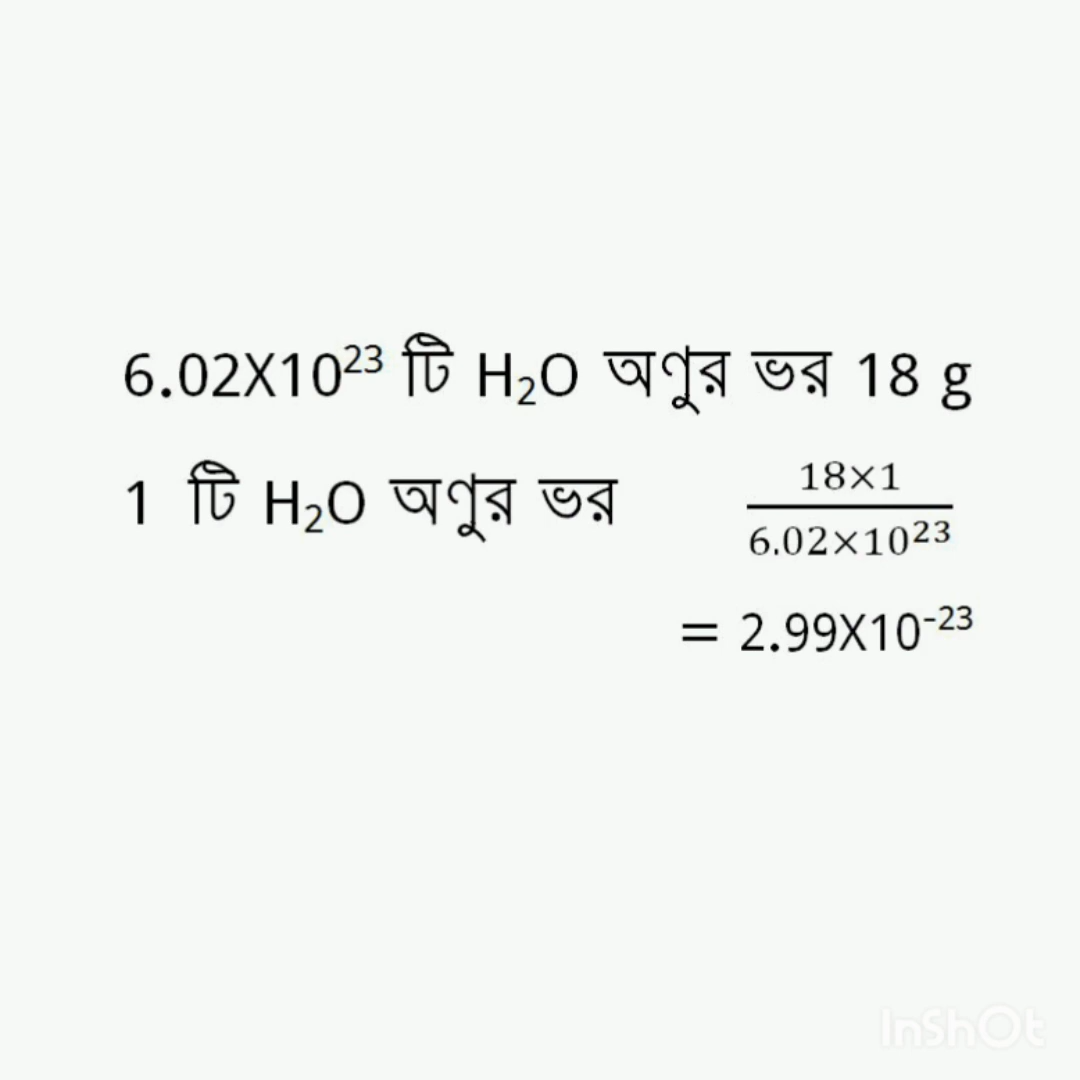 6.02X10²³ টি H₂O অণুর ভর 18 g
1 টি H₂O অণুর ভর 18×1
6.02×10²³
= 2.99X10⁻²³
InShOt